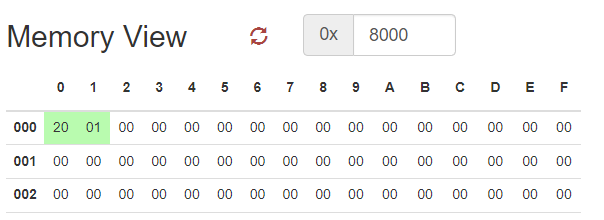 Memory View 0x 8000
0 1 2 3 4 5 6 7 8 9 A B C D E F
000 20 01 00 00 00 00 00 00 00 00 00 00 00 00 00 00
001 00 00 00 00 00 00 00 00 00 00 00 00 00 00 00 00
002 00 00 00 00 00 00 00 00 00 00 00 00 00 00 00 00